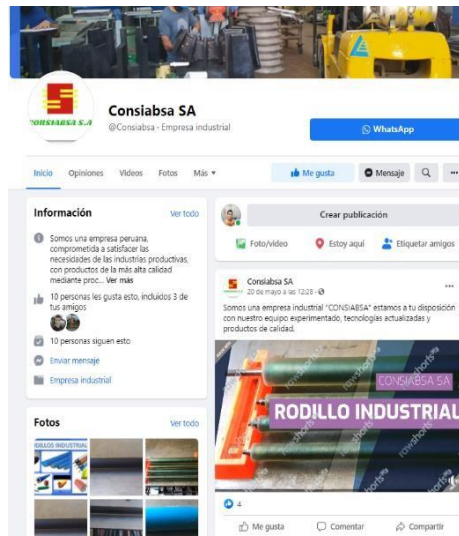 CONSIABSA S.A
Consiabsa SA
@Consiabsa - Empresa industrial
WhatsApp
Inicio Opiniones Videos Fotos Más
Me gusta Mensaje
Información Ver todo
Somos una empresa peruana,
comprometida a satisfacer las
necesidades de las industrias productivas,
con productos de la más alta calidad
mediante proc... Ver más
10 personas les gusta esto, incluidos 3 de
tus amigos
10 personas siguen esto
Enviar mensaje
Empresa industrial
Fotos Ver todo
RODILLOS INDUSTRIAL
Crear publicación
Foto/video Estoy aquí Etiquetar amigos
Consiabsa SA
20 de mayo a las 12:28
Somos una empresa industrial "CONSIABSA" estamos a tu disposición
con nuestro equipo experimentado, tecnologías actualizadas y
productos de calidad.
CONSIABSA SA
RODILLO INDUSTRIAL
rawshorts
4
Me gusta Comentar Compartir